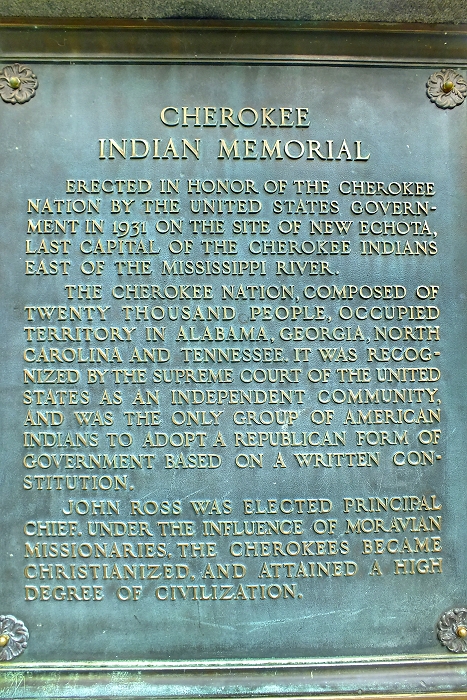 CHEROKEE
INDIAN MEMORIAL
ERECTED IN HONOR OF THE CHEROKEE
NATION BY THE UNITED STATES GOVERN-
MENT IN 1931 ON THE SITE OF NEW ECHOTA,
LAST CAPITAL OF THE CHEROKEE INDIANS
EAST OF THE MISSISSIPPI RIVER.
THE CHEROKEE NATION, COMPOSED OF
TWENTY THOUSAND PEOPLE, OCCUPIED
TERRITORY IN ALABAMA, GEORGIA, NORTH
CAROLINA AND TENNESSEE. IT WAS RECOG-
NIZED BY THE SUPREME COURT OF THE UNITED
STATES AS AN INDEPENDENT COMMUNITY,
AND WAS THE ONLY GROUP OF AMERICAN
INDIANS TO ADOPT A REPUBLICAN FORM OF
GOVERNMENT BASED ON A WRITTEN CON-
STITUTION.
JOHN ROSS WAS ELECTED PRINCIPAL
CHIEF. UNDER THE INFLUENCE OF MORAVIAN
MISSIONARIES, THE CHEROKEES BECAME
CHRISTIANIZED, AND ATTAINED A HIGH
DEGREE OF CIVILIZATION.